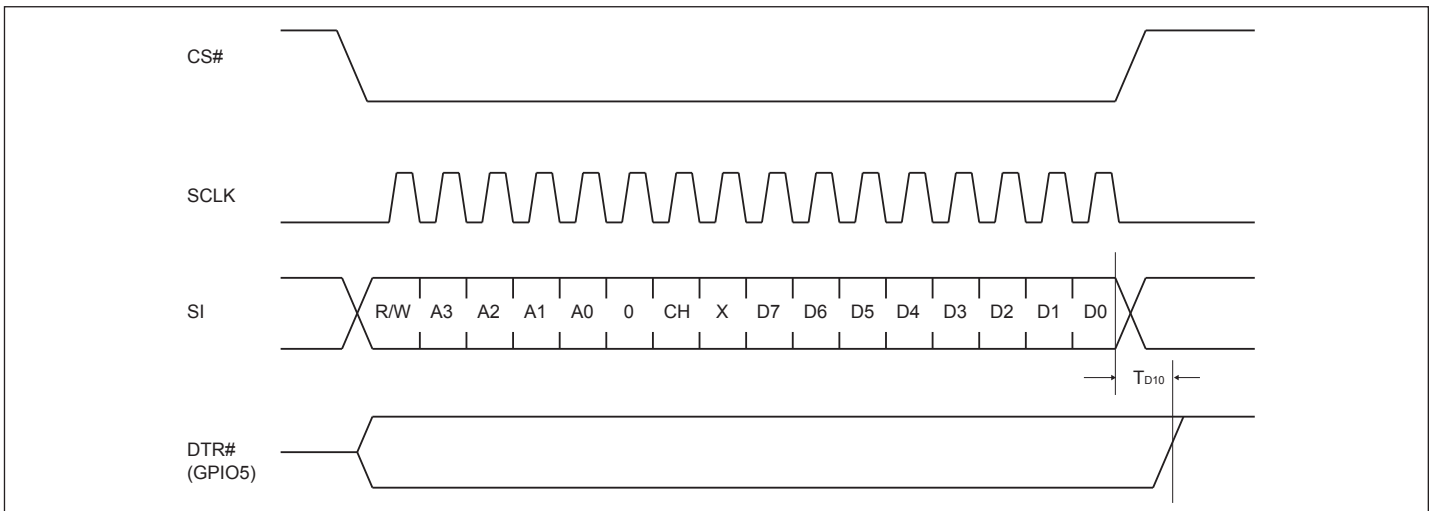 CS#
SCLK
SI
R/W A3 A2 A1 A0 0 CH X D7 D6 D5 D4 D3 D2 D1 D0
TD10
DTR#
(GPIO5)